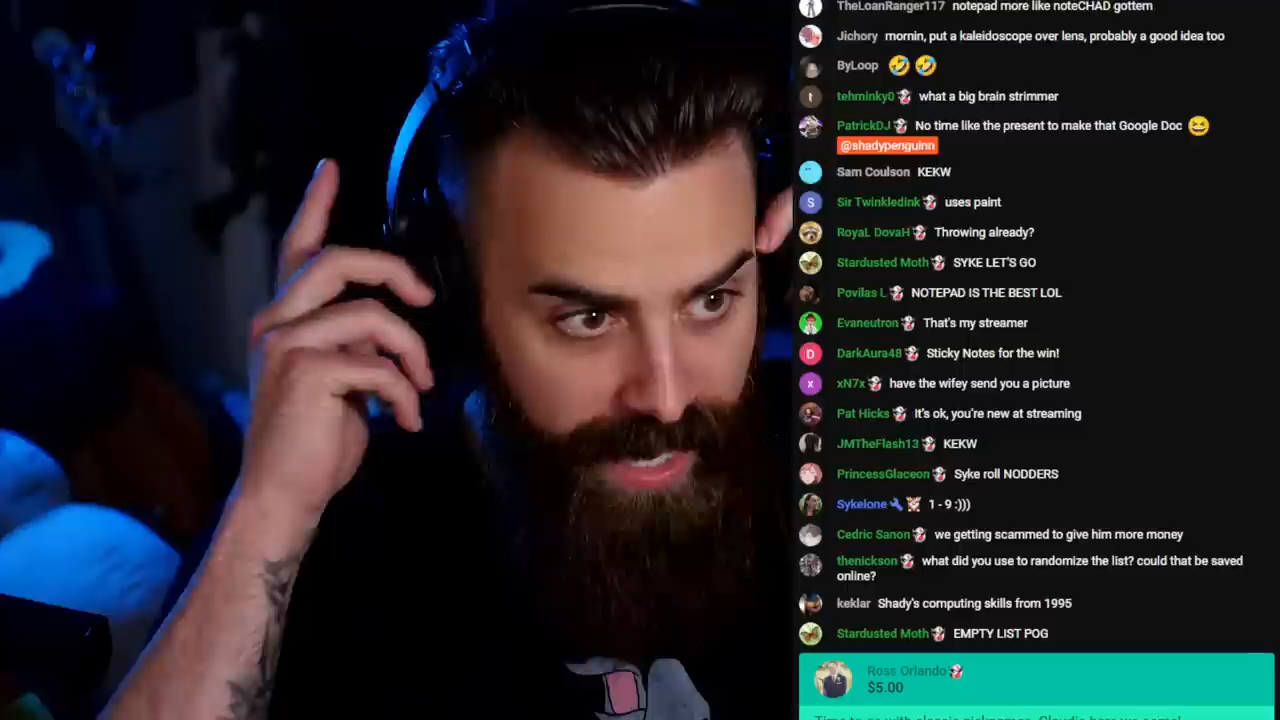 TheLoanRanger117 notepad more like noteCHAD gottem
Jichory mornin, put a kaleidoscope over lens, probably a good idea too
ByLoop 🤣 🤣
tehminky0 what a big brain strimmer
PatrickDJ No time like the present to make that Google Doc 😆
@shadypenguinn
Sam Coulson KEKW
S Sir Twinkledink uses paint
RoyaL DovaH Throwing already?
Stardusted Moth SYKE LET'S GO
Povilas L NOTEPAD IS THE BEST LOL
Evaneutron That's my streamer
D DarkAura48 Sticky Notes for the win!
x xN7x have the wifey send you a picture
Pat Hicks It's ok, you're new at streaming
JMTheFlash13 KEKW
PrincessGlaceon Syke roll NODDERS
Sykelone 1 - 9 :)))
Cedric Sanon we getting scammed to give him more money
thenickson what did you use to randomize the list? could that be saved
online?
keklar Shady's computing skills from 1995
Stardusted Moth EMPTY LIST POG
Ross Orlando
$5.00